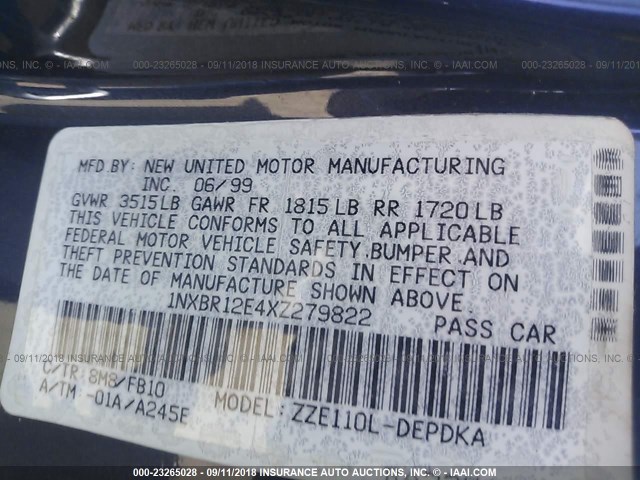 000-23265028 - 09/11/2018 INSURANCE AUTO AUCTIONS, INC. - IAAI.COM
MFD.BY: NEW UNITED MOTOR MANUFACTURING
INC. 06/99
GVWR 3515LB GAWR FR 1815LB RR 1720LB
THIS VEHICLE CONFORMS TO ALL APPLICABLE
FEDERAL MOTOR VEHICLE SAFETY,BUMPER,AND
THEFT PREVENTION STANDARDS IN EFFECT ON
THE DATE OF MANUFACTURE SHOWN ABOVE.
1NXBR12E4XZ279822 PASS CAR
C/TR:8M8/FB10
A/TM:-01A/A245E MODEL: ZZE110L-DEPDKA
000-23265028 - 09/11/2018 INSURANCE AUTO AUCTIONS, INC. - IAAI.COM